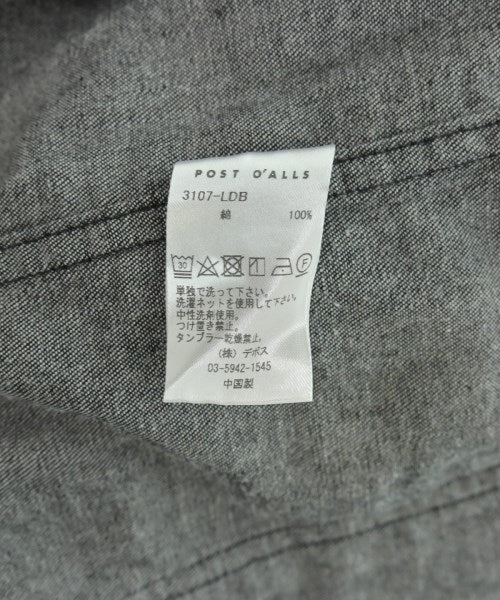 POST O'ALLS
3107-LDB
綿 100%
30
F
単独で洗って下さい。
洗濯ネットを使用して下さい。
中性洗剤使用。
つけ置き禁止。
タンブラー乾燥禁止
(株) デポス
03-5942-1545
中国製